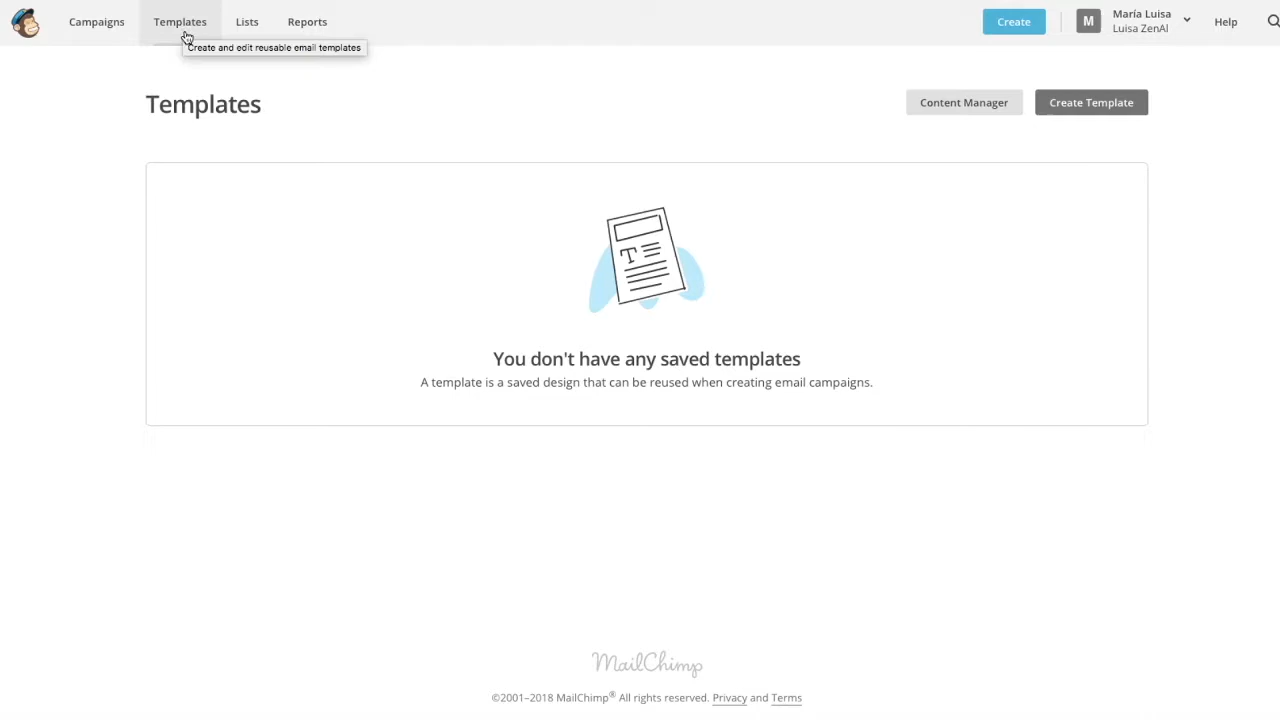 Campaigns
Templates
Lists
Reports
Create
M
María Luisa
Luisa ZenAI
Help
Create and edit reusable email templates
Templates
Content Manager
Create Template
T
You don't have any saved templates
A template is a saved design that can be reused when creating email campaigns.
MailChimp
©2001–2018 MailChimp® All rights reserved. Privacy and Terms